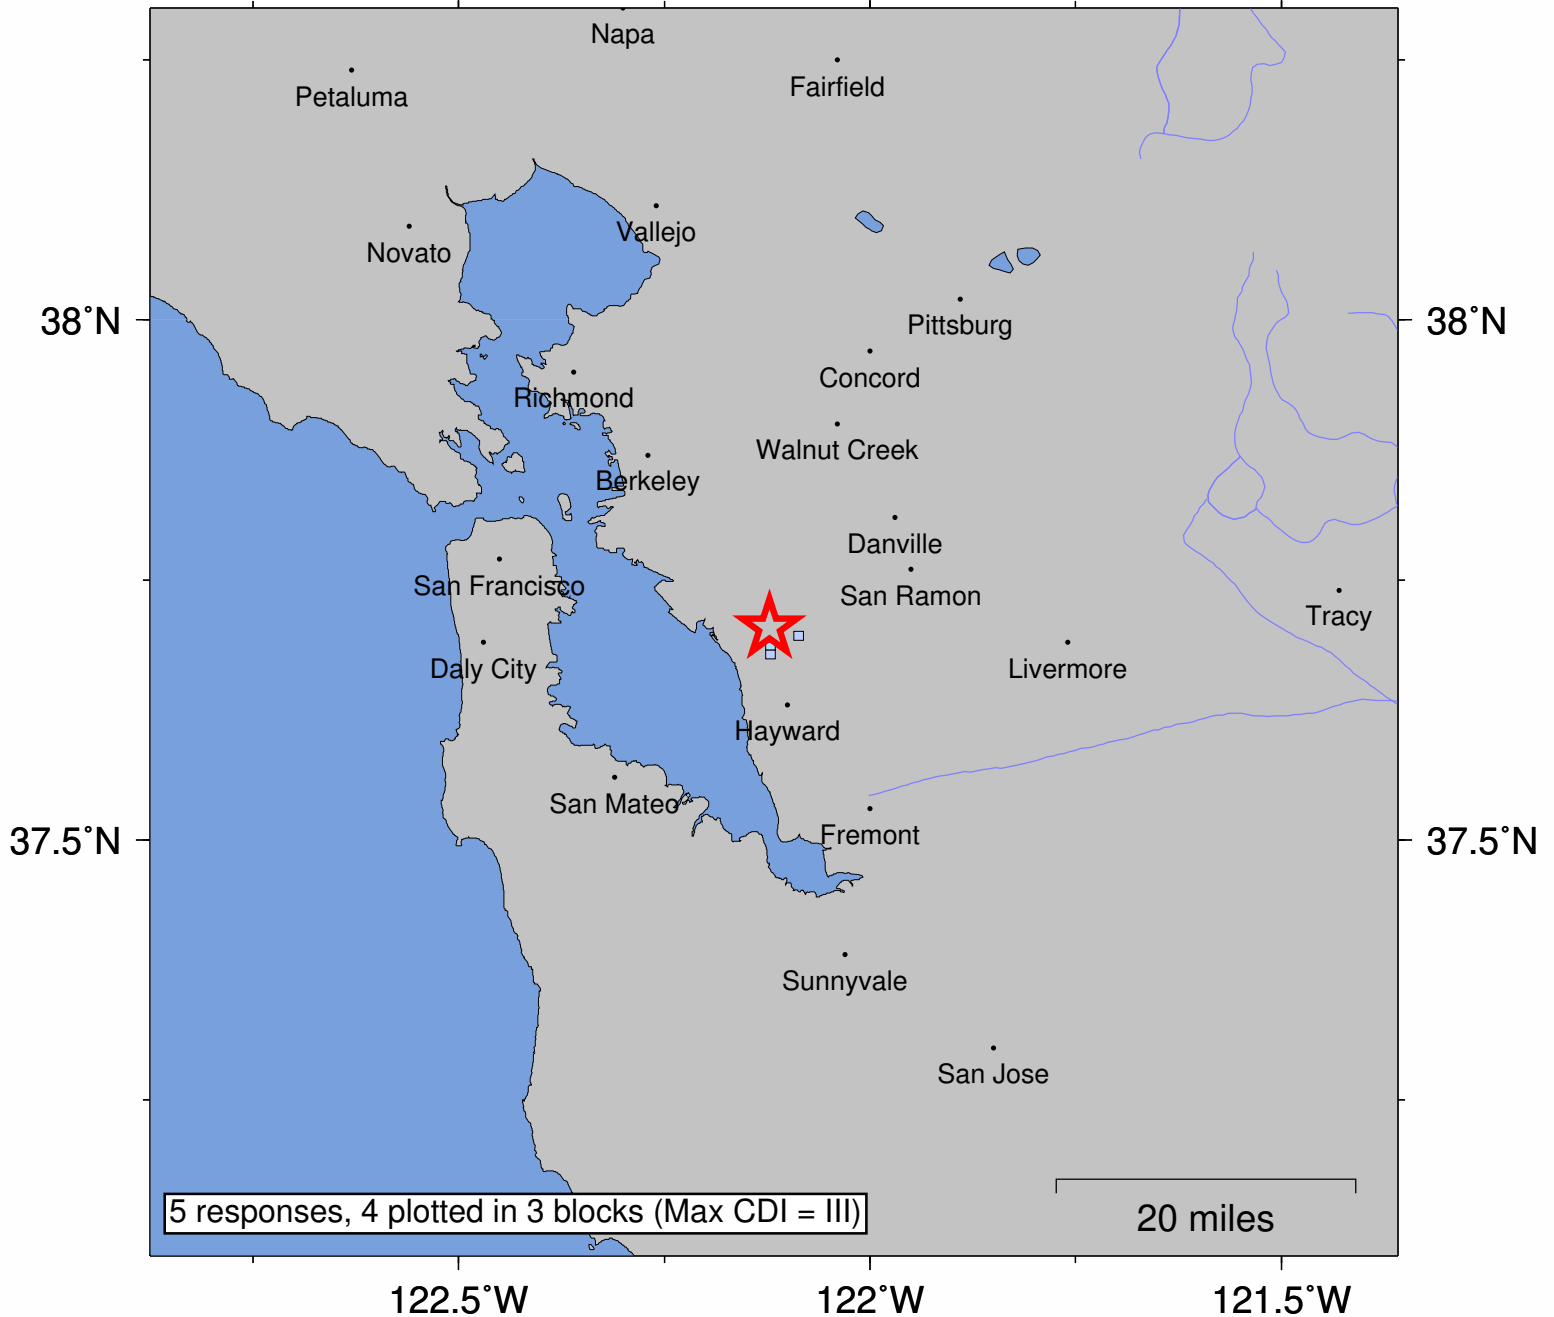 Napa
Petaluma
Fairfield
Vallejo
Novato
38°N
38°N
Pittsburg
Concord
Richmond
Walnut Creek
Berkeley
Danville
San Francisco
San Ramon
Tracy
Daly City
Livermore
Hayward
San Mateo
Fremont
37.5°N
37.5°N
Sunnyvale
San Jose
5 responses, 4 plotted in 3 blocks (Max CDI = III)
20 miles
122.5°W
122°W
121.5°W